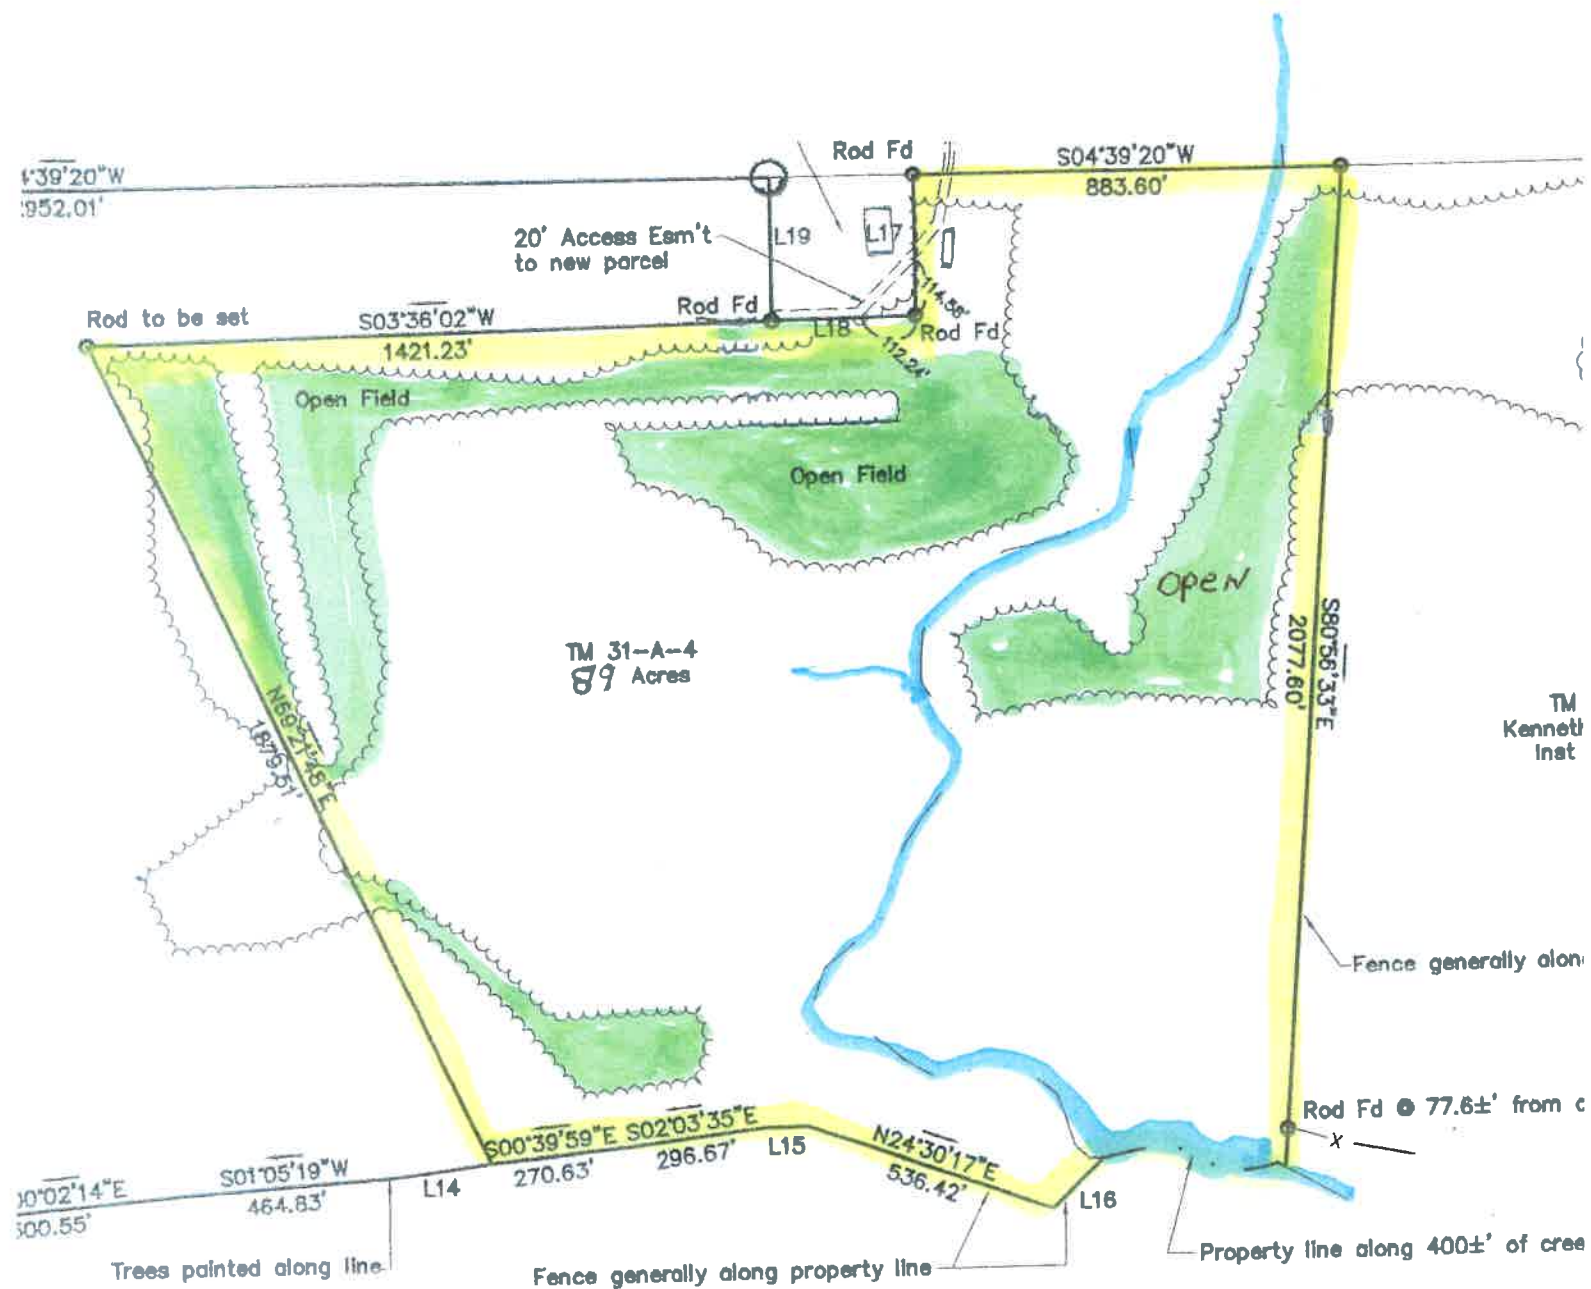 Rod Fd
S04°39'20"W
883.60'
4°39'20"W
952.01'
20' Access Esm't
to new parcel
L19
L17
114.58'
Rod Fd
L18
Rod Fd
112.24'
Rod to be set
S03°36'02"W
1421.23'
Open Field
Open Field
OpeN
TM 31-A-4
89 Acres
S80°56'33"E
2077.60'
N69°21'48"E
1879.51'
TM
Kenneth
Inst
Fence generally along
Rod Fd @ 77.6±' from c
X
S00°39'59"E S02°03'35"E
270.63' 296.67'
L15
N24°30'17"E
536.42'
L16
L14
S01°05'19"W
464.83'
00°02'14"E
500.55'
Trees painted along line
Fence generally along property line
Property line along 400±' of cree